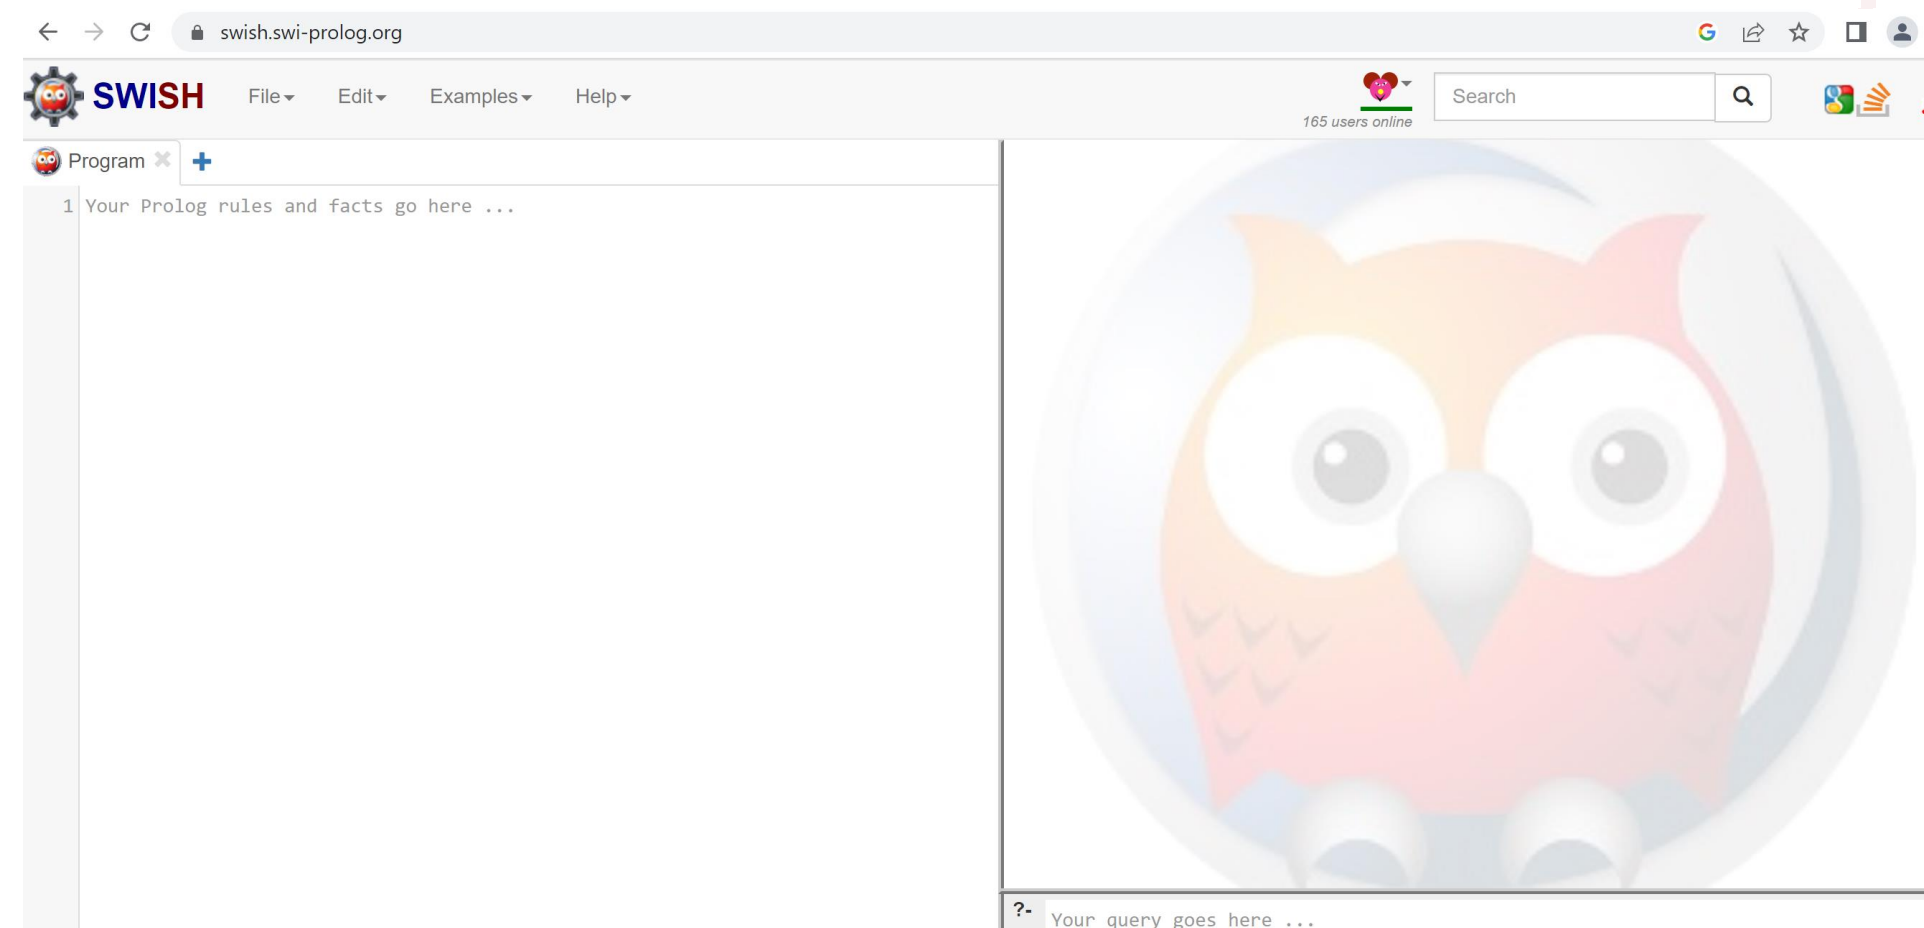 swish.swi-prolog.org
SWISH File Edit Examples Help
165 users online
Search
Program
1 Your Prolog rules and facts go here ...
?- Your query goes here ...